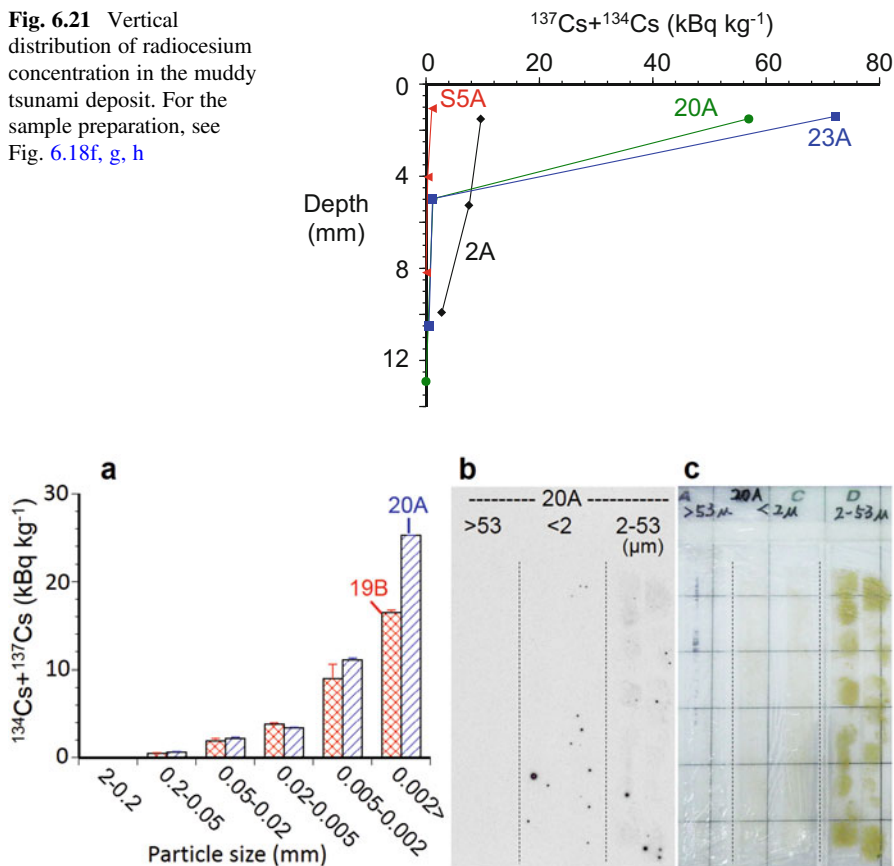 Fig. 6.21 Vertical
distribution of radiocesium
concentration in the muddy
tsunami deposit. For the
sample preparation, see
Fig. 6.18f, g, h
¹³⁷Cs+¹³⁴Cs (kBq kg⁻¹)
0 20 40 60 80
0
4
8
12
Depth
(mm)
S5A
20A
23A
2A
a
¹³⁴Cs+¹³⁷Cs (kBq kg⁻¹)
30
20
10
0
19B
20A
2-0.2
0.2-0.05
0.05-0.02
0.02-0.005
0.005-0.002
0.002>
Particle size (mm)
b
--------20A--------
>53 <2 2-53
(µm)
c
A 20A C D
>53µ <2µ 2-53µ